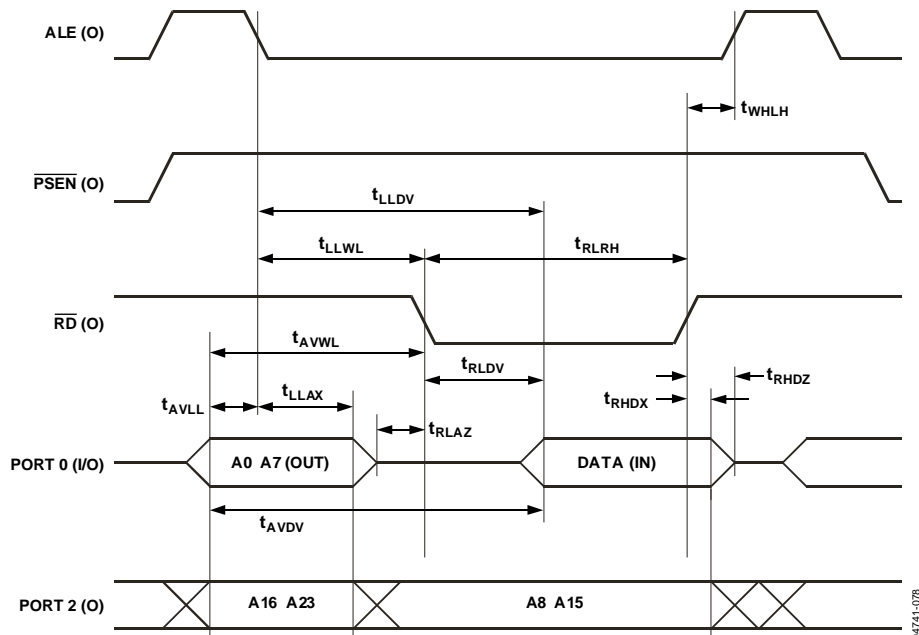 ALE (O)
tWHLH
PSEN (O)
tLLDV
tLLWL
tRLRH
RD (O)
tAVWL
tRLDV
tRHDZ
tAVLL
tLLAX
tRHDX
tRLAZ
PORT 0 (I/O)
A0 A7 (OUT)
DATA (IN)
tAVDV
PORT 2 (O)
A16 A23
A8 A15
4741-078